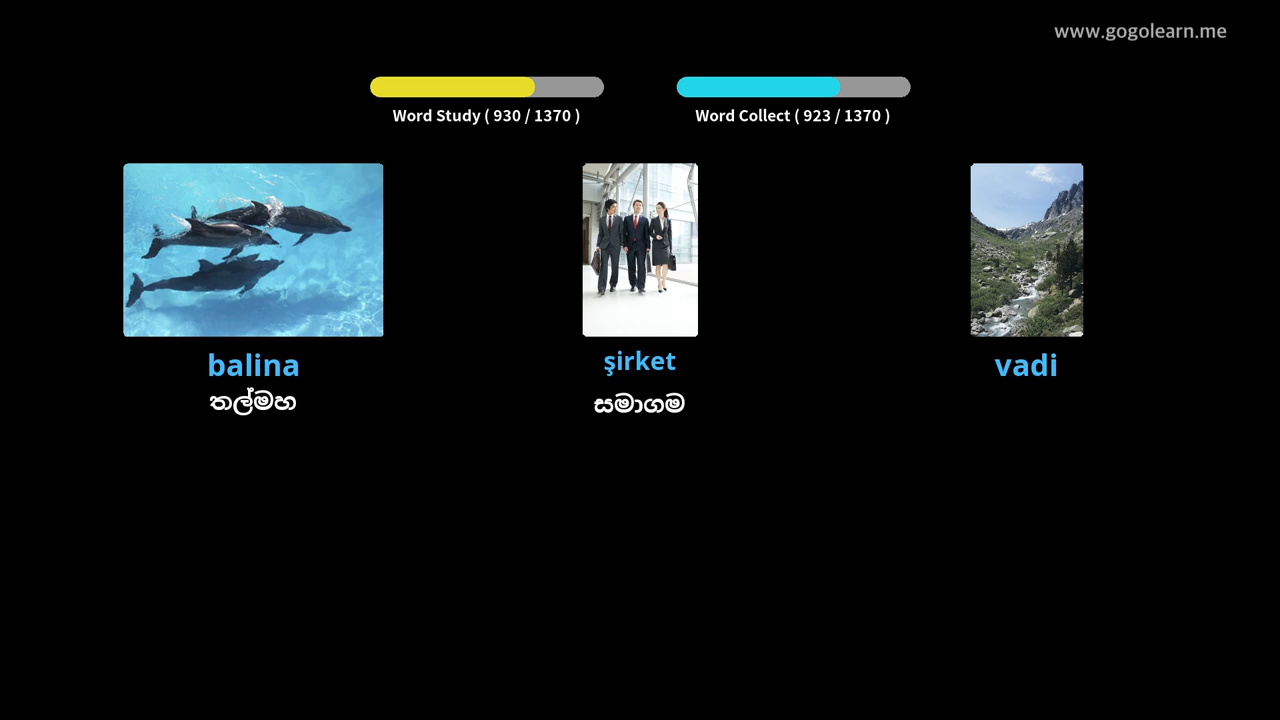 www.gogolearn.me
Word Study ( 930 / 1370 )
Word Collect ( 923 / 1370 )
balina
තල්මහ
şirket
සමාගම
vadi